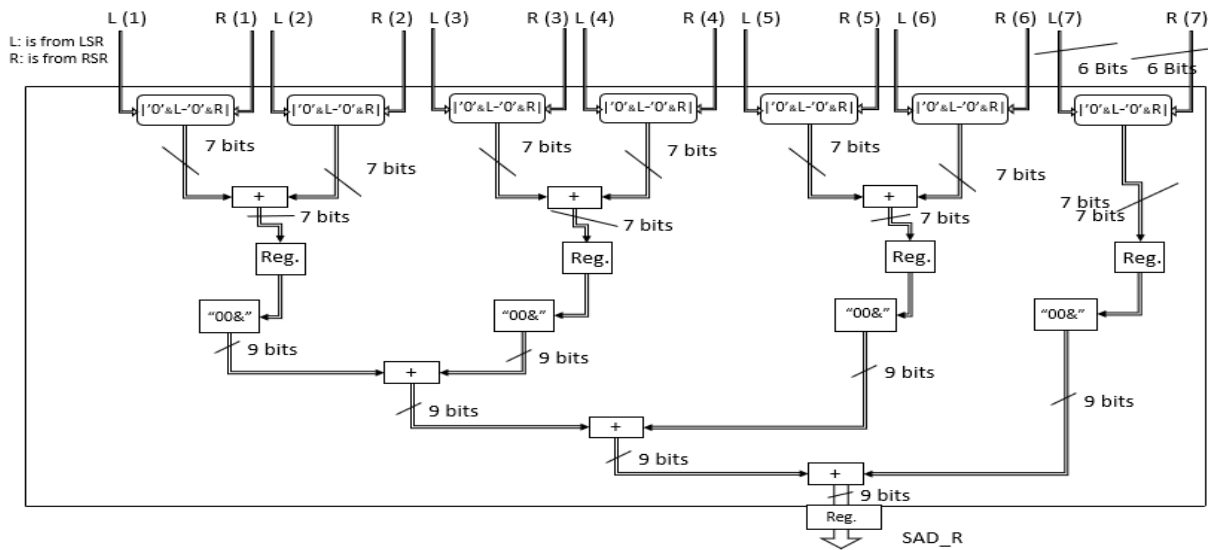 L (1) R (1) L (2) R (2) L (3) R (3) L (4) R (4) L (5) R (5) L (6) R (6) L(7) R (7)
L: is from LSR
R: is from RSR
6 Bits 6 Bits
|'0'&L-'0'&R| |'0'&L-'0'&R| |'0'&L-'0'&R| |'0'&L-'0'&R| |'0'&L-'0'&R| |'0'&L-'0'&R| |'0'&L-'0'&R|
7 bits 7 bits 7 bits 7 bits 7 bits 7 bits 7 bits
+ + +
7 bits 7 bits 7 bits 7 bits
Reg. Reg. Reg. Reg.
“00&” “00&” “00&” “00&”
9 bits 9 bits 9 bits 9 bits
+
9 bits
+
9 bits
+
9 bits
Reg.
SAD_R